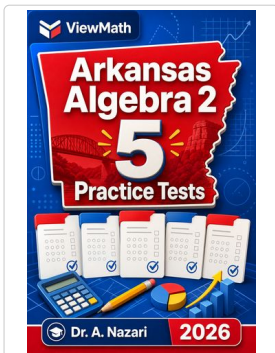 ViewMath
Arkansas
Algebra 2
5
Practice Tests
Dr. A. Nazari
2026